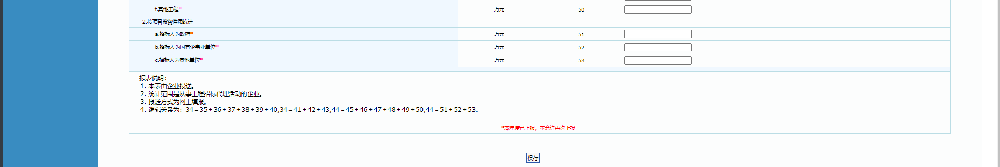 f.其他工程* 万元 50
2.按项目投资性质统计
a.招标人为政府* 万元 51
b.招标人为国有企事业单位* 万元 52
c.招标人为其他单位* 万元 53
报表说明：
1. 本表由企业报送。
2. 统计范围是从事工程招标代理活动的企业。
3. 报送方式为网上填报。
4. 逻辑关系为：34＝35＋36＋37＋38＋39＋40,34＝41＋42＋43,44＝45＋46＋47＋48＋49＋50,44＝51＋52＋53。
*本年度已上报，不允许再次上报
保存